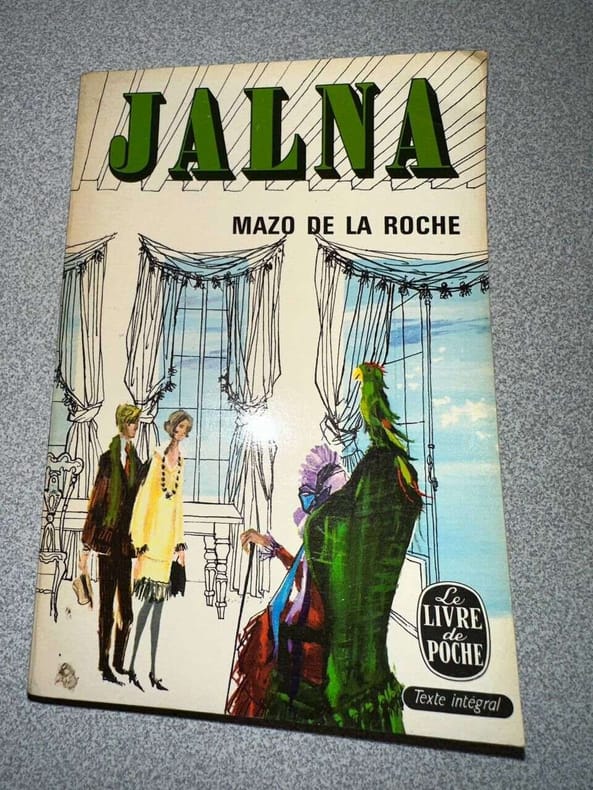 JALNA
MAZO DE LA ROCHE
Le
LIVRE
de
POCHE
Texte intégral